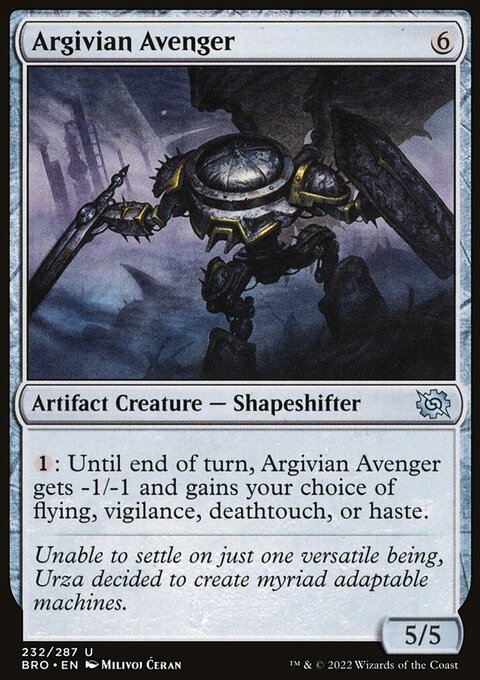 Argivian Avenger 6
Artifact Creature — Shapeshifter
1: Until end of turn, Argivian Avenger
gets -1/-1 and gains your choice of
flying, vigilance, deathtouch, or haste.
Unable to settle on just one versatile being,
Urza decided to create myriad adaptable
machines.
5/5
232/287 U
BRO • EN Milivoj Ćeran
™ & © 2022 Wizards of the Coast